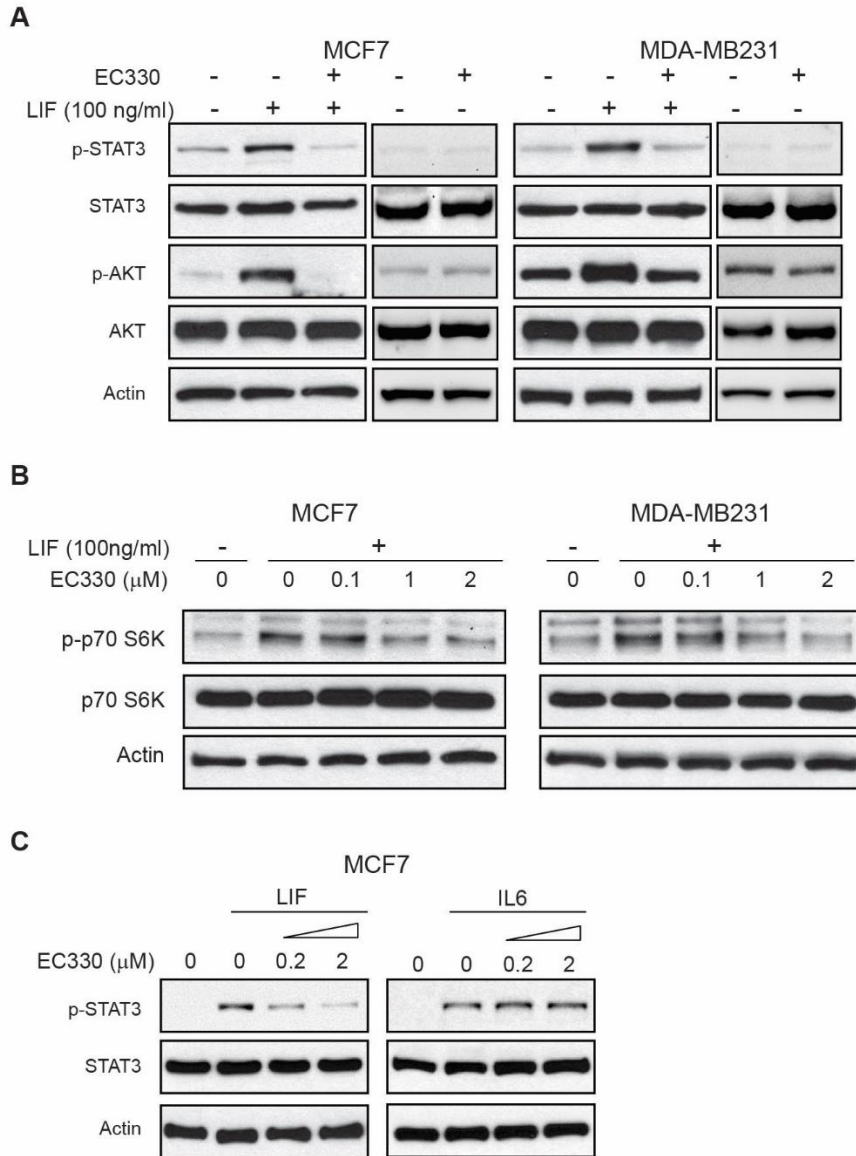 A
MCF7 MDA-MB231
EC330 - - + - + - - + - +
LIF (100 ng/ml) - + + - - - + + - -
p-STAT3
STAT3
p-AKT
AKT
Actin
B
MCF7 MDA-MB231
LIF (100ng/ml) - + - +
EC330 (μM) 0 0 0.1 1 2 0 0 0.1 1 2
p-p70 S6K
p70 S6K
Actin
C
MCF7
LIF IL6
EC330 (μM) 0 0 0.2 2 0 0 0.2 2
p-STAT3
STAT3
Actin